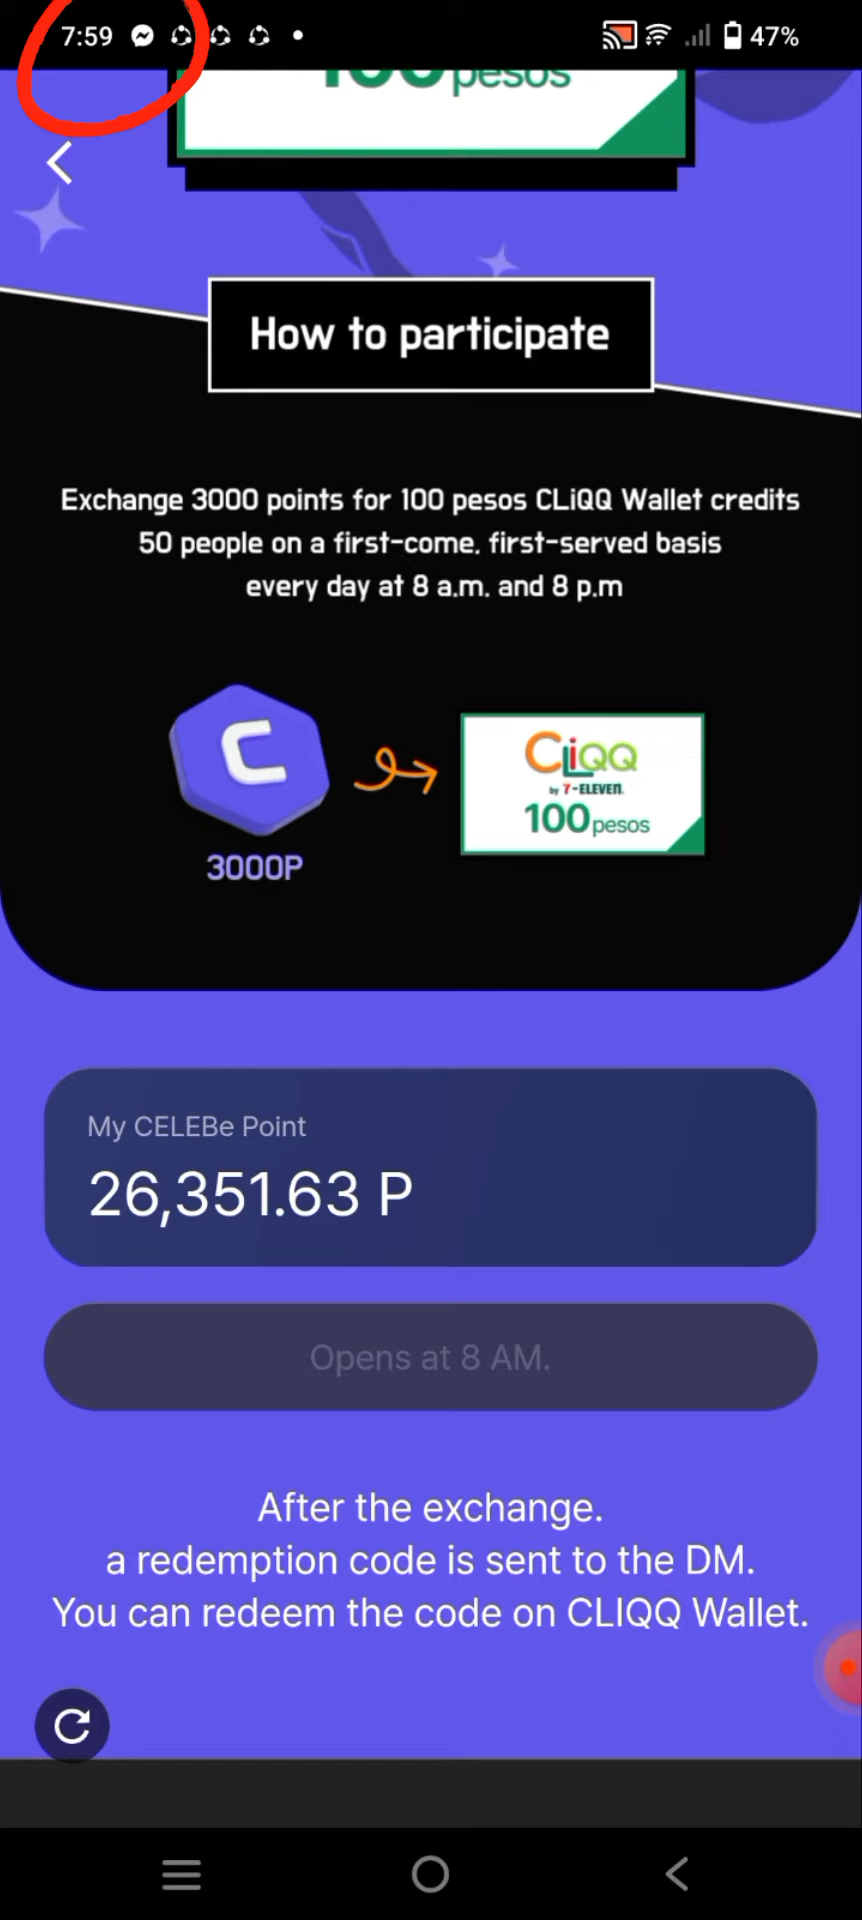 7:59
47%
100pesos
How to participate
Exchange 3000 points for 100 pesos CLiQQ Wallet credits
50 people on a first-come, first-served basis
every day at 8 a.m. and 8 p.m
C
CLiQQ
by 7-ELEVEN.
100pesos
3000P
My CELEBe Point
26,351.63 P
Opens at 8 AM.
After the exchange.
a redemption code is sent to the DM.
You can redeem the code on CLIQQ Wallet.